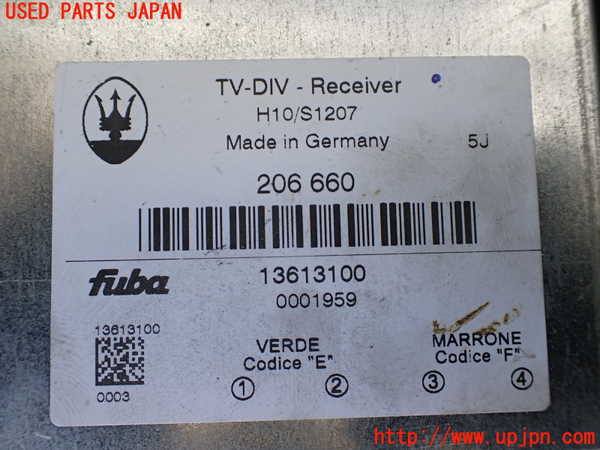 USED PARTS JAPAN
TV-DIV - Receiver
H10/S1207
Made in Germany 5J
206 660
fuba 13613100
0001959
13613100
VERDE MARRONE
Codice "E" Codice "F"
1 2 3 4
0003
http://www.upjpn.com/